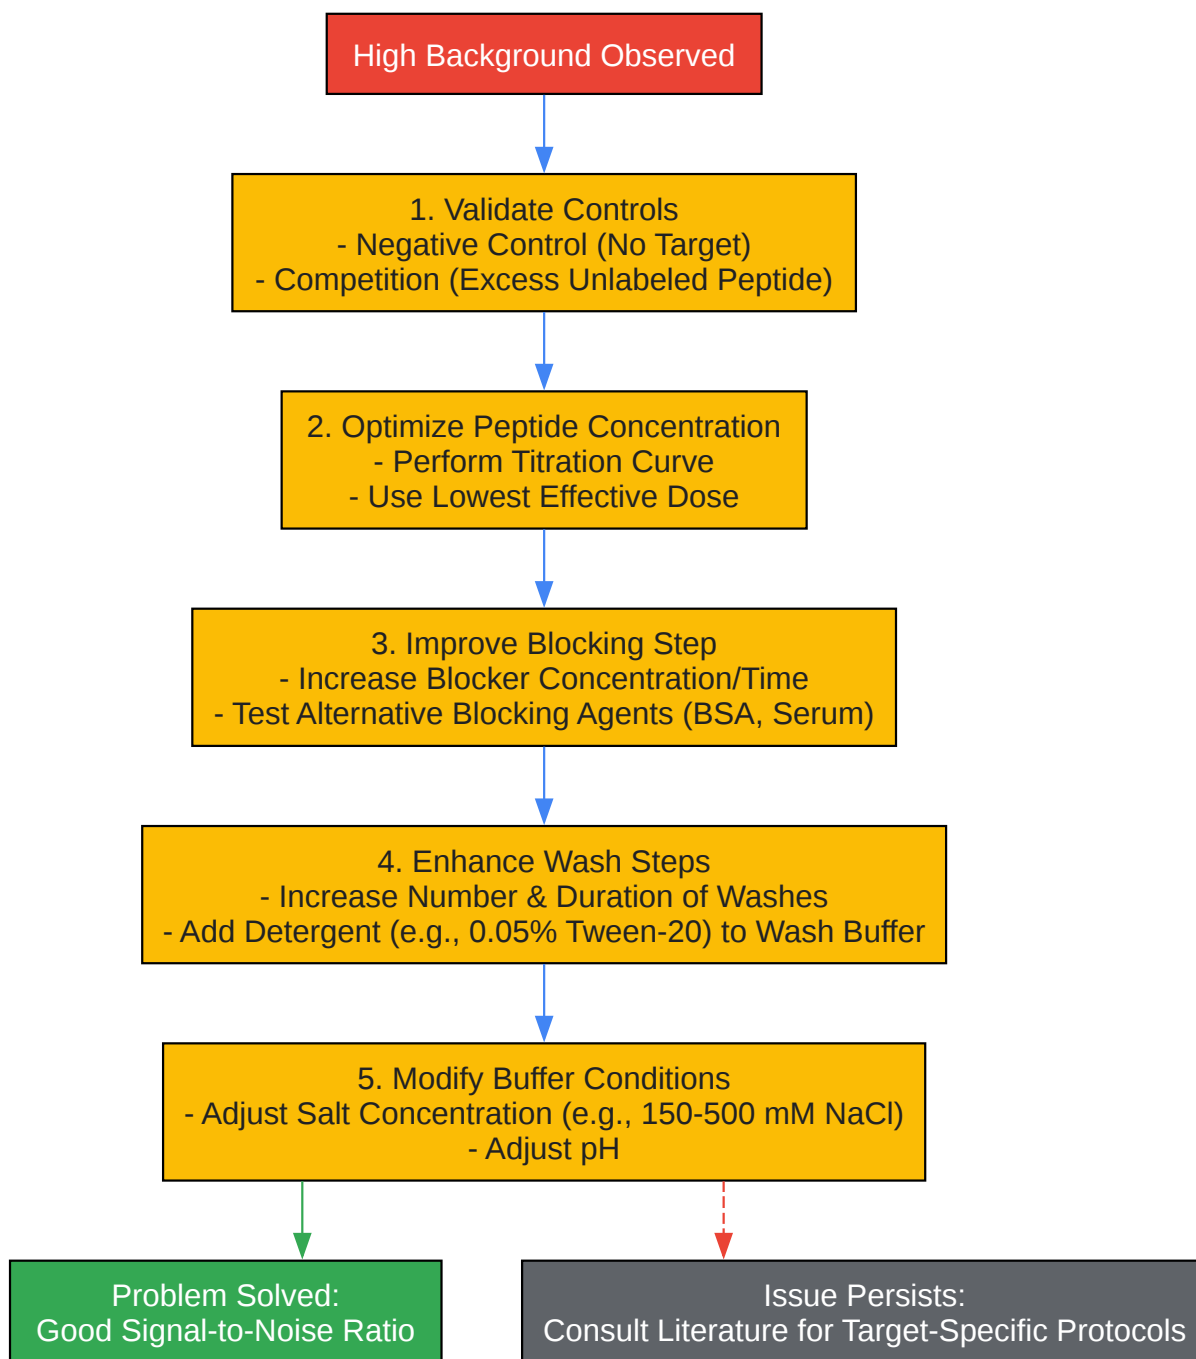 High Background Observed
1. Validate Controls
- Negative Control (No Target)
- Competition (Excess Unlabeled Peptide)
2. Optimize Peptide Concentration
- Perform Titration Curve
- Use Lowest Effective Dose
3. Improve Blocking Step
- Increase Blocker Concentration/Time
- Test Alternative Blocking Agents (BSA, Serum)
4. Enhance Wash Steps
- Increase Number & Duration of Washes
- Add Detergent (e.g., 0.05% Tween-20) to Wash Buffer
5. Modify Buffer Conditions
- Adjust Salt Concentration (e.g., 150-500 mM NaCl)
- Adjust pH
Problem Solved:
Good Signal-to-Noise Ratio
Issue Persists:
Consult Literature for Target-Specific Protocols